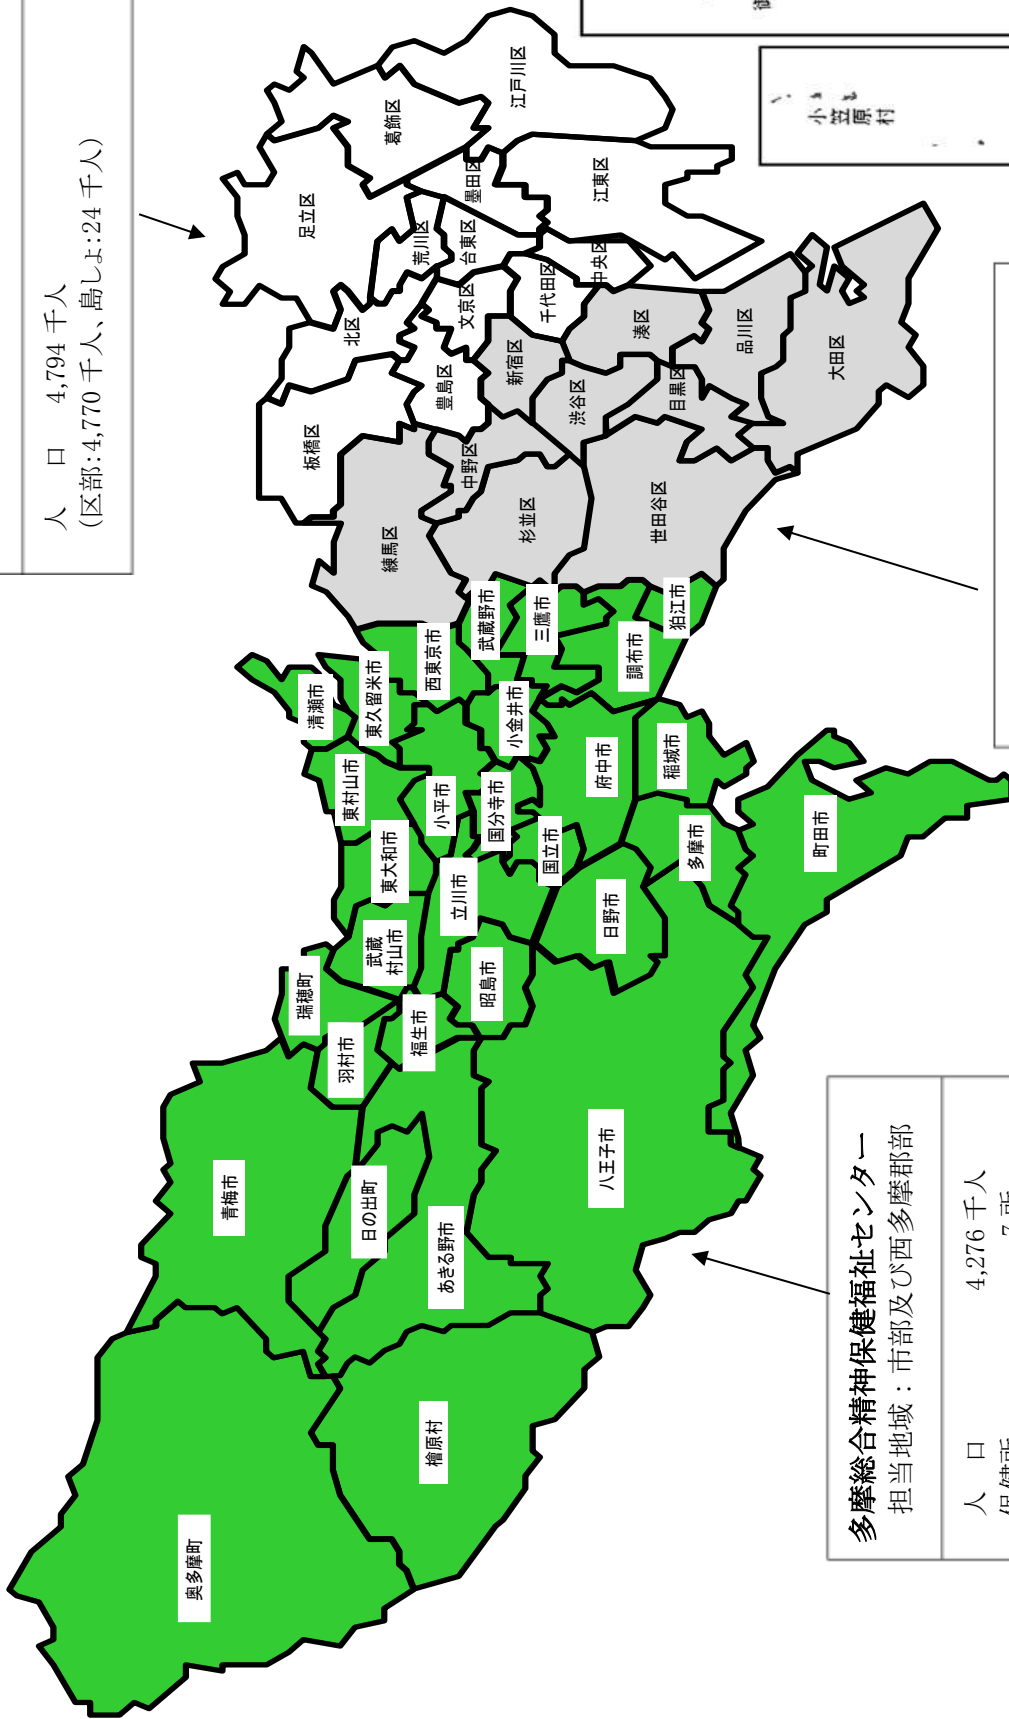 人 口 4,794 千人
(区部:4,770 千人、島しょ:24 千人)
小笠原村
江戸川区
葛飾区
足立区
墨田区
江東区
荒川区
台東区
中央区
北区
文京区
千代田区
板橋区
豊島区
新宿区
湊区
品川区
大田区
渋谷区
目黒区
中野区
練馬区
杉並区
世田谷区
武蔵野市
三鷹市
狛江市
西東京市
調布市
清瀬市
東久留米市
小金井市
府中市
稲城市
東村山市
小平市
国分寺市
国立市
多摩市
町田市
東大和市
立川市
日野市
武蔵
村山市
昭島市
瑞穂町
羽村市
福生市
八王子市
青梅市
日の出町
あきる野市
檜原村
奥多摩町
多摩総合精神保健福祉センター
担当地域：市部及び西多摩郡部
人 口 4,276 千人